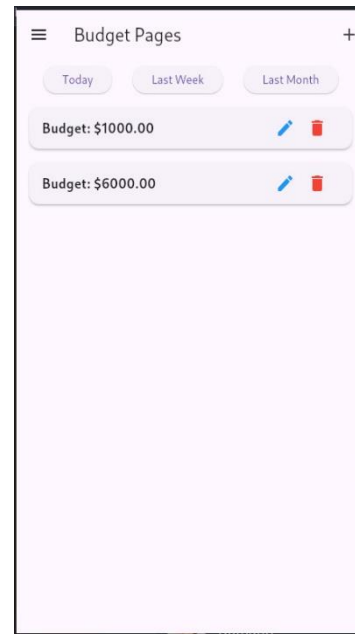 Budget Pages
Today Last Week Last Month
Budget: $1000.00
Budget: $6000.00